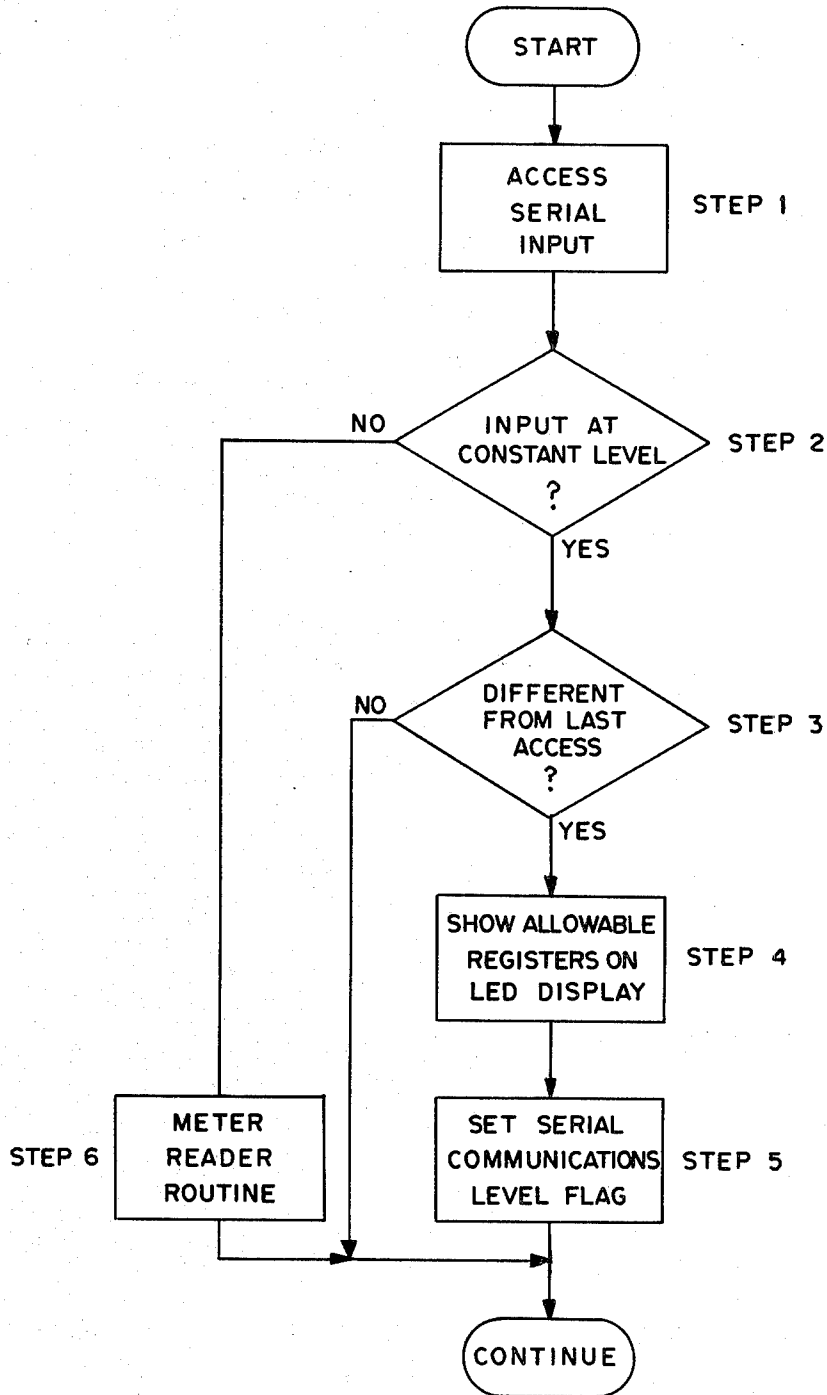 START
ACCESS
SERIAL
INPUT
STEP 1
NO
INPUT AT
CONSTANT LEVEL
?
STEP 2
YES
NO
DIFFERENT
FROM LAST
ACCESS
?
STEP 3
YES
SHOW ALLOWABLE
REGISTERS ON
LED DISPLAY
STEP 4
STEP 6
METER
READER
ROUTINE
SET SERIAL
COMMUNICATIONS
LEVEL FLAG
STEP 5
CONTINUE